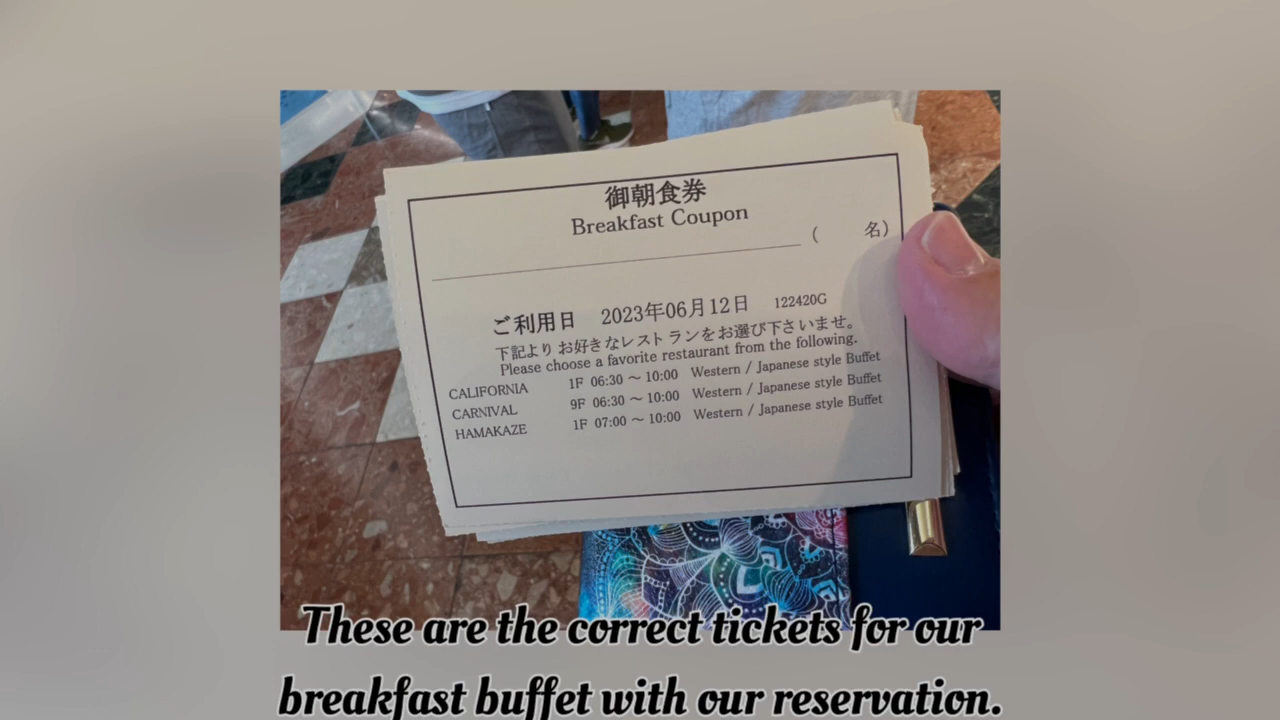 御朝食券
Breakfast Coupon
( 名)
ご利用日 2023年06月12日 122420G
下記より お好きなレストランをお選び下さいませ。
Please choose a favorite restaurant from the following.
CALIFORNIA 1F 06:30 ～ 10:00 Western / Japanese style Buffet
CARNIVAL 9F 06:30 ～ 10:00 Western / Japanese style Buffet
HAMAKAZE 1F 07:00 ～ 10:00 Western / Japanese style Buffet
These are the correct tickets for our
breakfast buffet with our reservation.